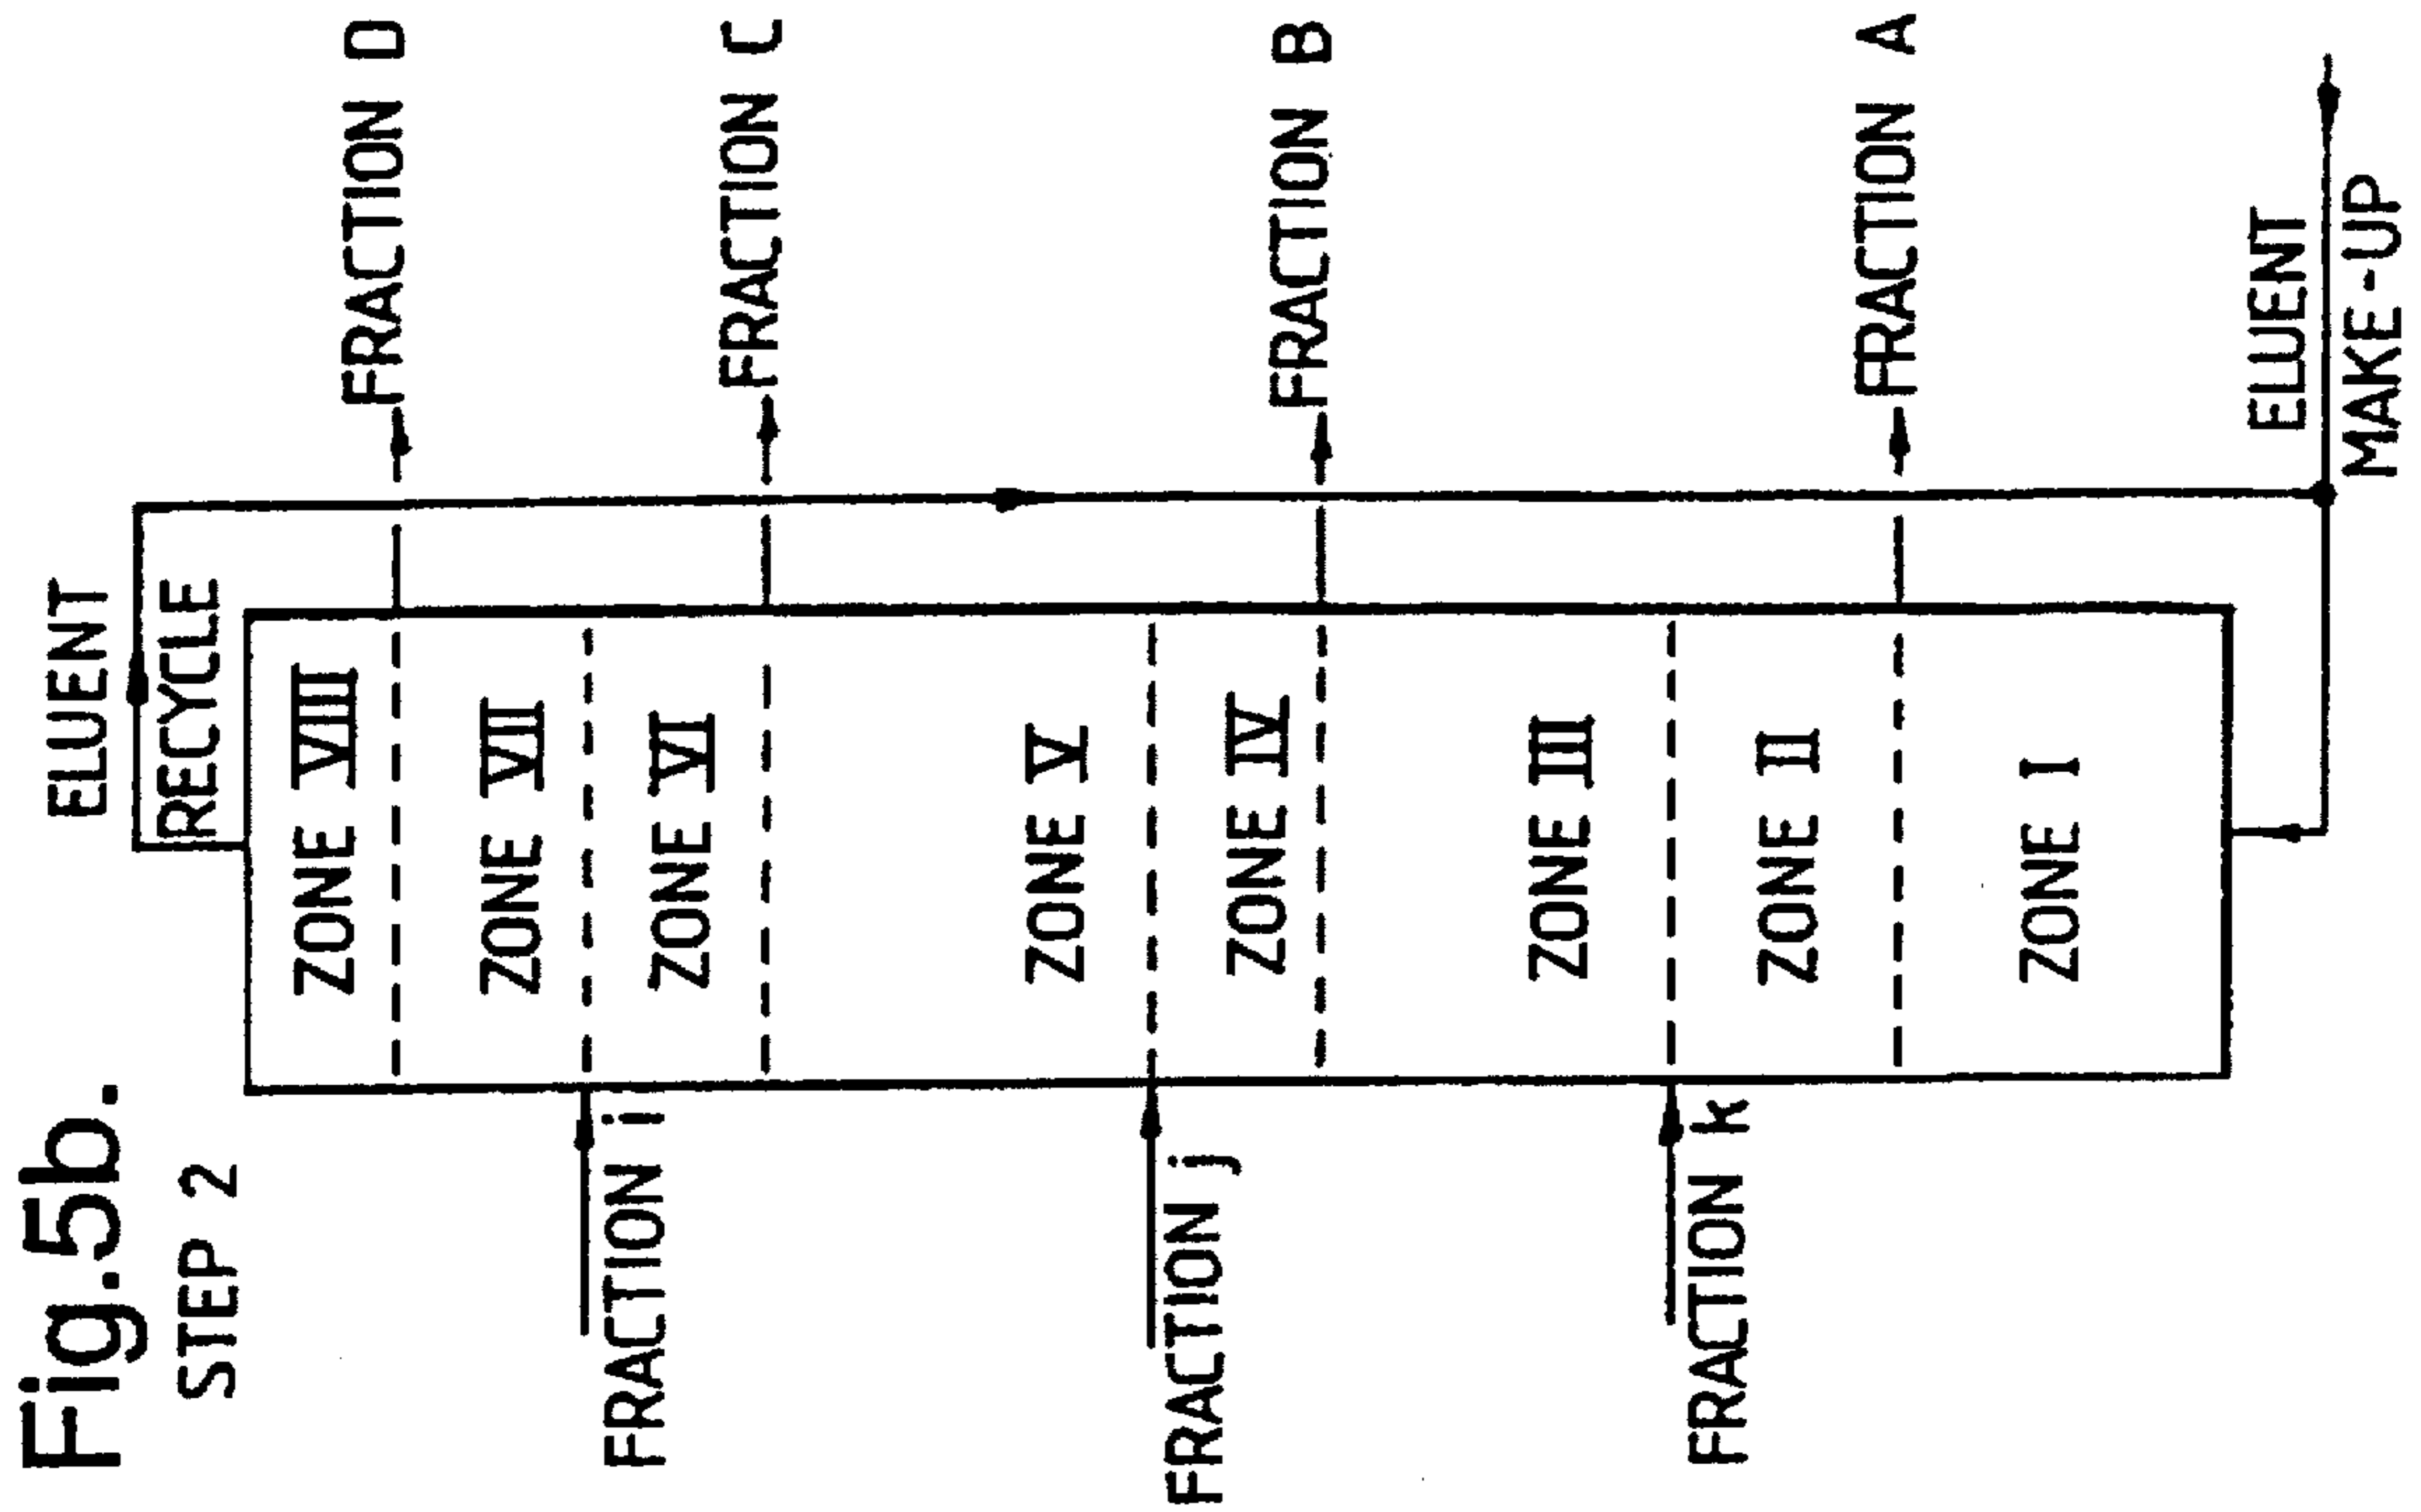 Fig.5b.
STEP 2
ELUENT
RECYCLE
ZONE VIII
FRACTION D
ZONE VII
FRACTION i
ZONE VI
FRACTION C
ZONE V
FRACTION j
ZONE IV
FRACTION B
ZONE III
FRACTION k
ZONE II
FRACTION A
ZONE I
ELUENT
MAKE-UP